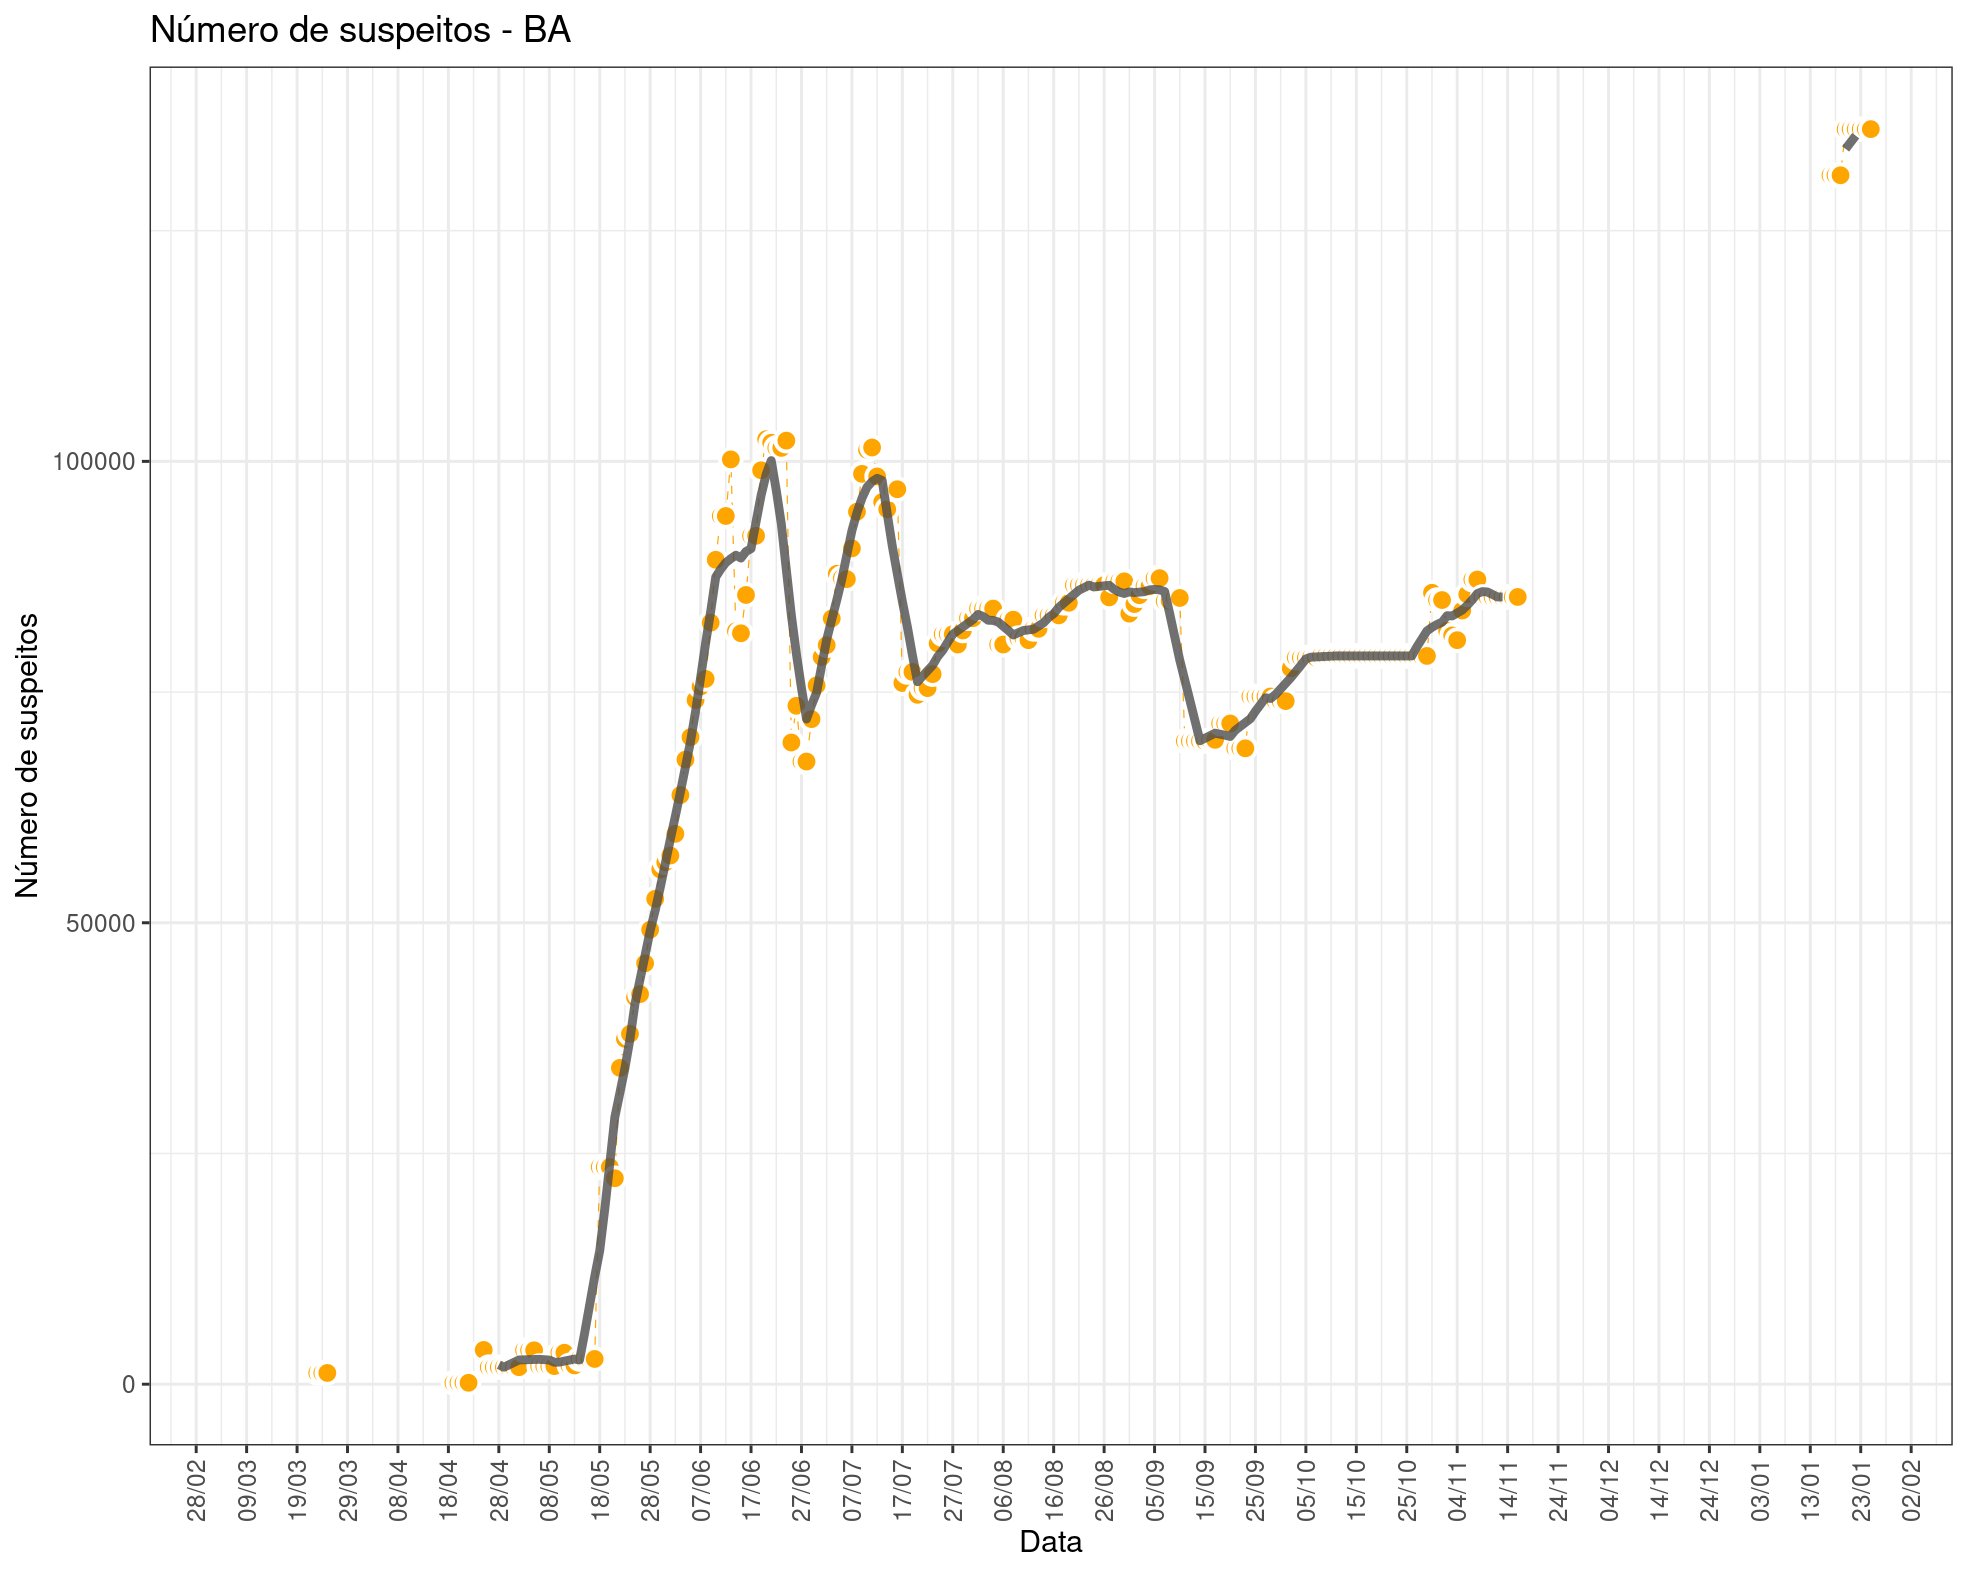 Número de suspeitos - BA
Número de suspeitos
100000
50000
0
28/02 09/03 19/03 29/03 08/04 18/04 28/04 08/05 18/05 28/05 07/06 17/06 27/06 07/07 17/07 27/07 06/08 16/08 26/08 05/09 15/09 25/09 05/10 15/10 25/10 04/11 14/11 24/11 04/12 14/12 24/12 03/01 13/01 23/01 02/02
Data